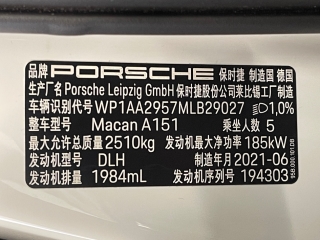 品牌 PORSCHE 保时捷 制造国 德国
生产厂名 Porsche Leipzig GmbH 保时捷股份公司莱比锡工厂制造
车辆识别代号 WP1AA2957MLB29027 1,0%
整车型号 Macan A151 乘坐人数 5
最大允许总质量 2510kg 发动机最大净功率 185kW
发动机型号 DLH 制造年月 2021-06
发动机排量 1984mL 发动机序列号 194303